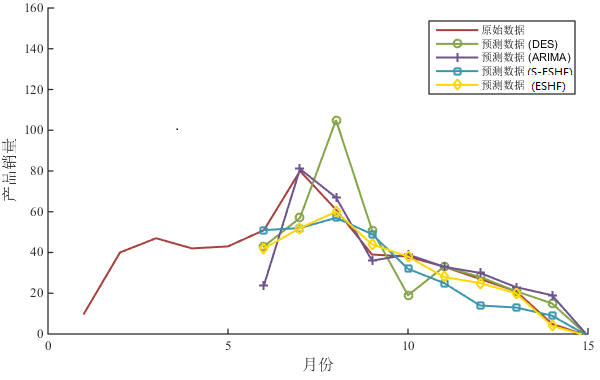 160
140
120
100
80
60
40
20
0
产品销量
0
5
10
15
月份
原始数据
预测数据 (DES)
预测数据 (ARIMA)
预测数据 (S-ESHF)
预测数据 (ESHF)